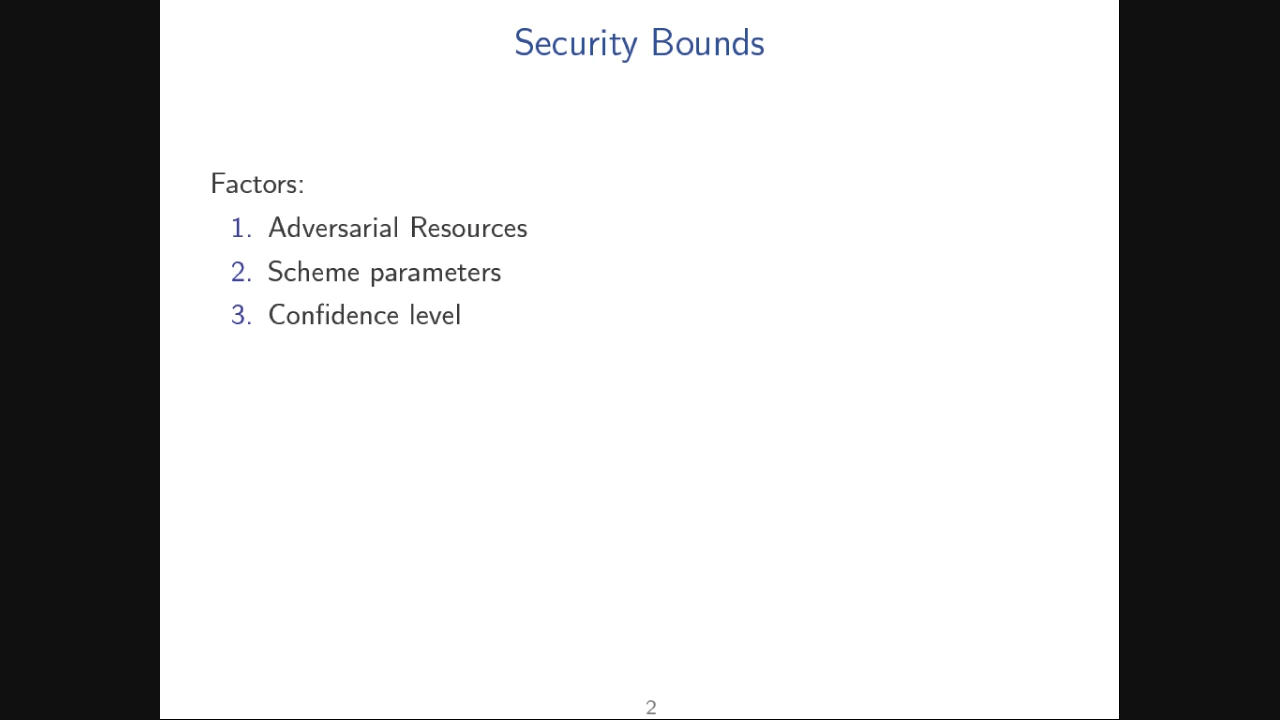 Security Bounds
Factors:
1. Adversarial Resources
2. Scheme parameters
3. Confidence level
2